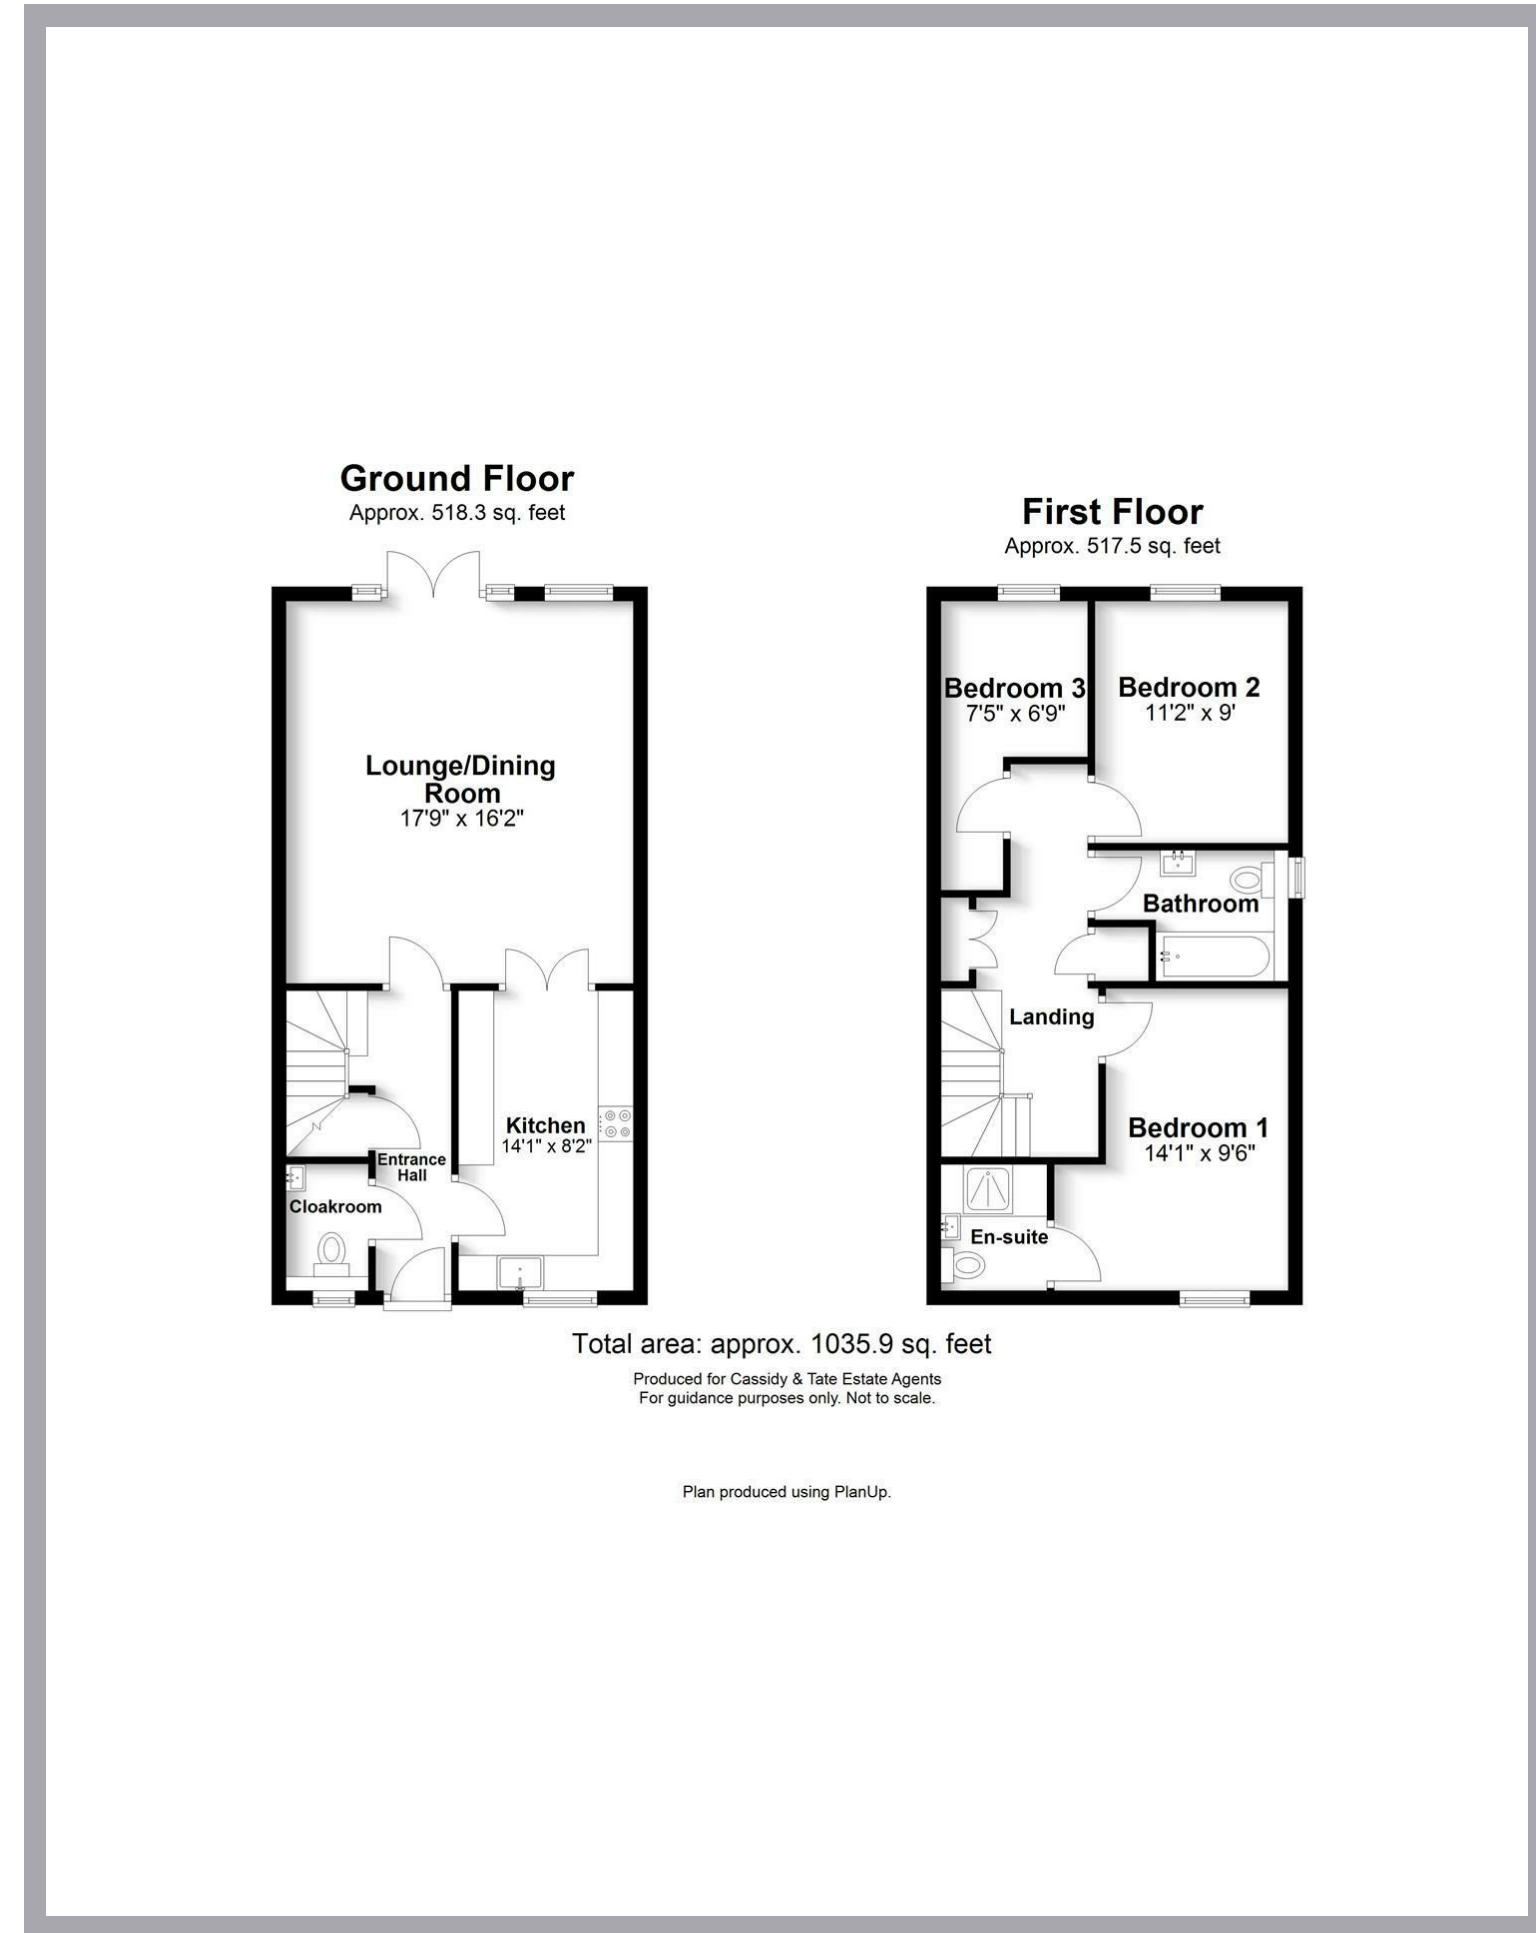 Ground Floor
Approx. 518.3 sq. feet
Lounge/Dining
Room
17'9" x 16'2"
Kitchen
14'1" x 8'2"
Entrance
Hall
Cloakroom
First Floor
Approx. 517.5 sq. feet
Bedroom 3
7'5" x 6'9"
Bedroom 2
11'2" x 9'
Bathroom
Landing
Bedroom 1
14'1" x 9'6"
En-suite
Total area: approx. 1035.9 sq. feet
Produced for Cassidy & Tate Estate Agents
For guidance purposes only. Not to scale.
Plan produced using PlanUp.